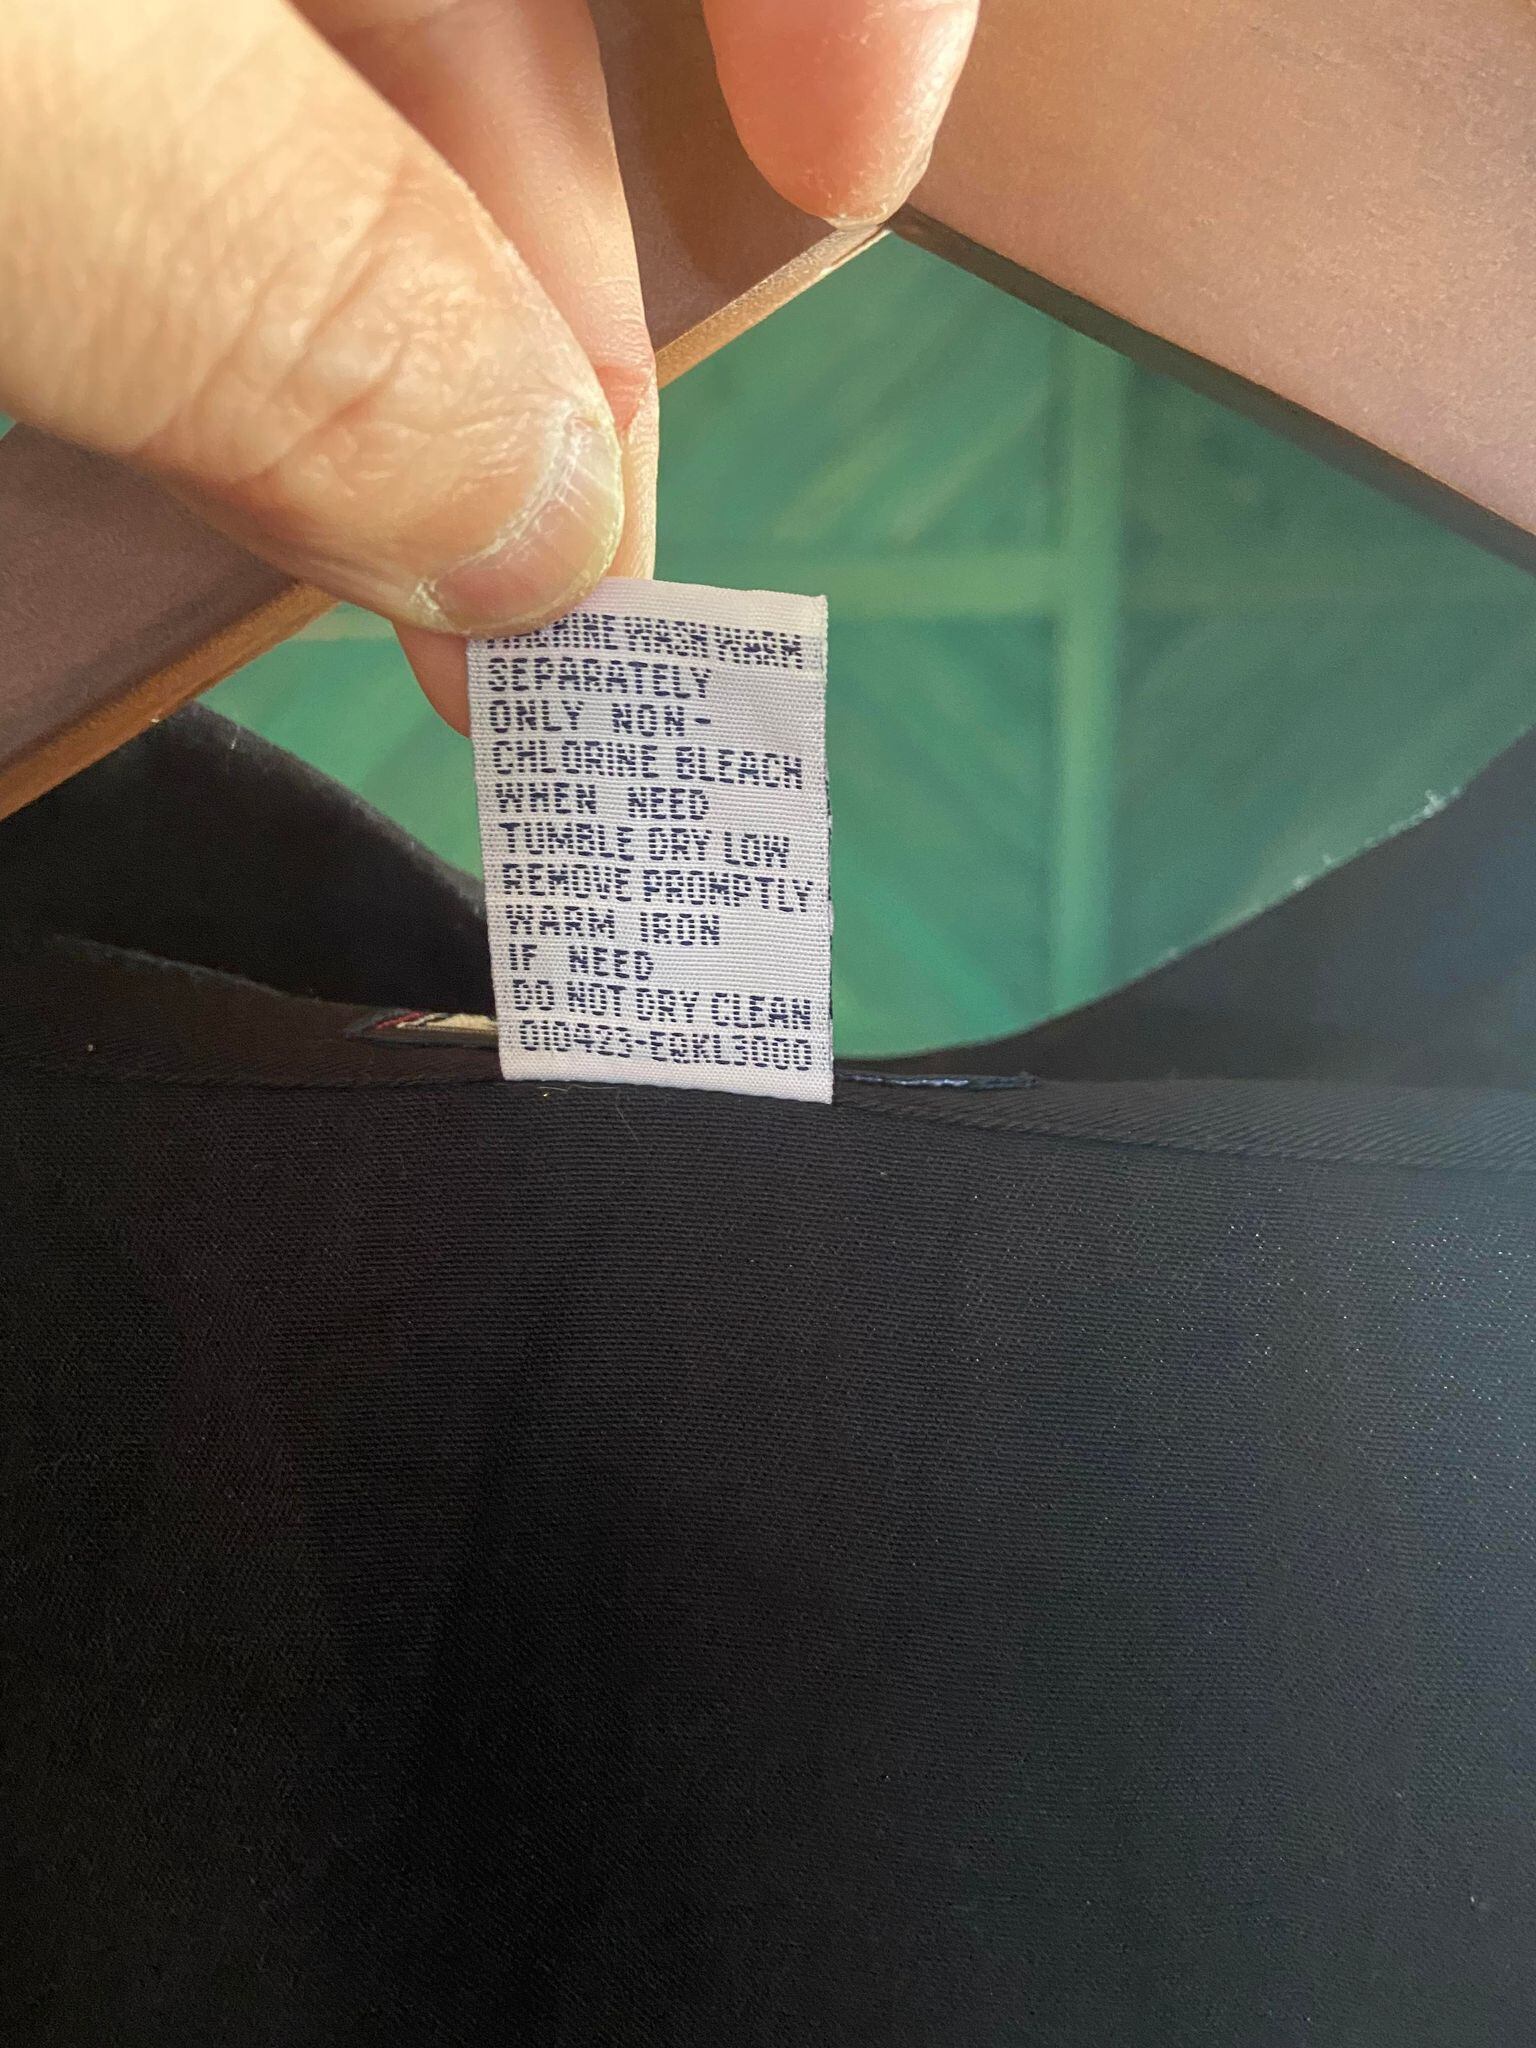 MACHINE WASH WARM
SEPARATELY
ONLY NON-
CHLORINE BLEACH
WHEN NEED
TUMBLE DRY LOW
REMOVE PROMPTLY
WARM IRON
IF NEED
DO NOT DRY CLEAN
010423-E8KL3000